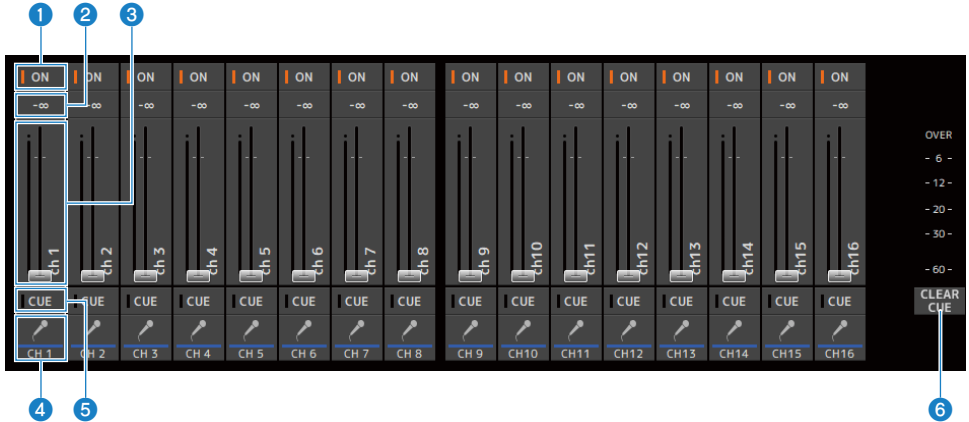 1 2 3
ON ON ON ON ON ON ON ON ON ON ON ON ON ON ON ON
-∞ -∞ -∞ -∞ -∞ -∞ -∞ -∞ -∞ -∞ -∞ -∞ -∞ -∞ -∞ -∞
OVER
- 6 -
- 12 -
- 20 -
- 30 -
- 60 -
ch 1 ch 2 ch 3 ch 4 ch 5 ch 6 ch 7 ch 8 ch 9 ch10 ch11 ch12 ch13 ch14 ch15 ch16
CUE CUE CUE CUE CUE CUE CUE CUE CUE CUE CUE CUE CUE CUE CUE CUE
CLEAR
CUE
CH 1 CH 2 CH 3 CH 4 CH 5 CH 6 CH 7 CH 8 CH 9 CH10 CH11 CH12 CH13 CH14 CH15 CH16
4 5 6